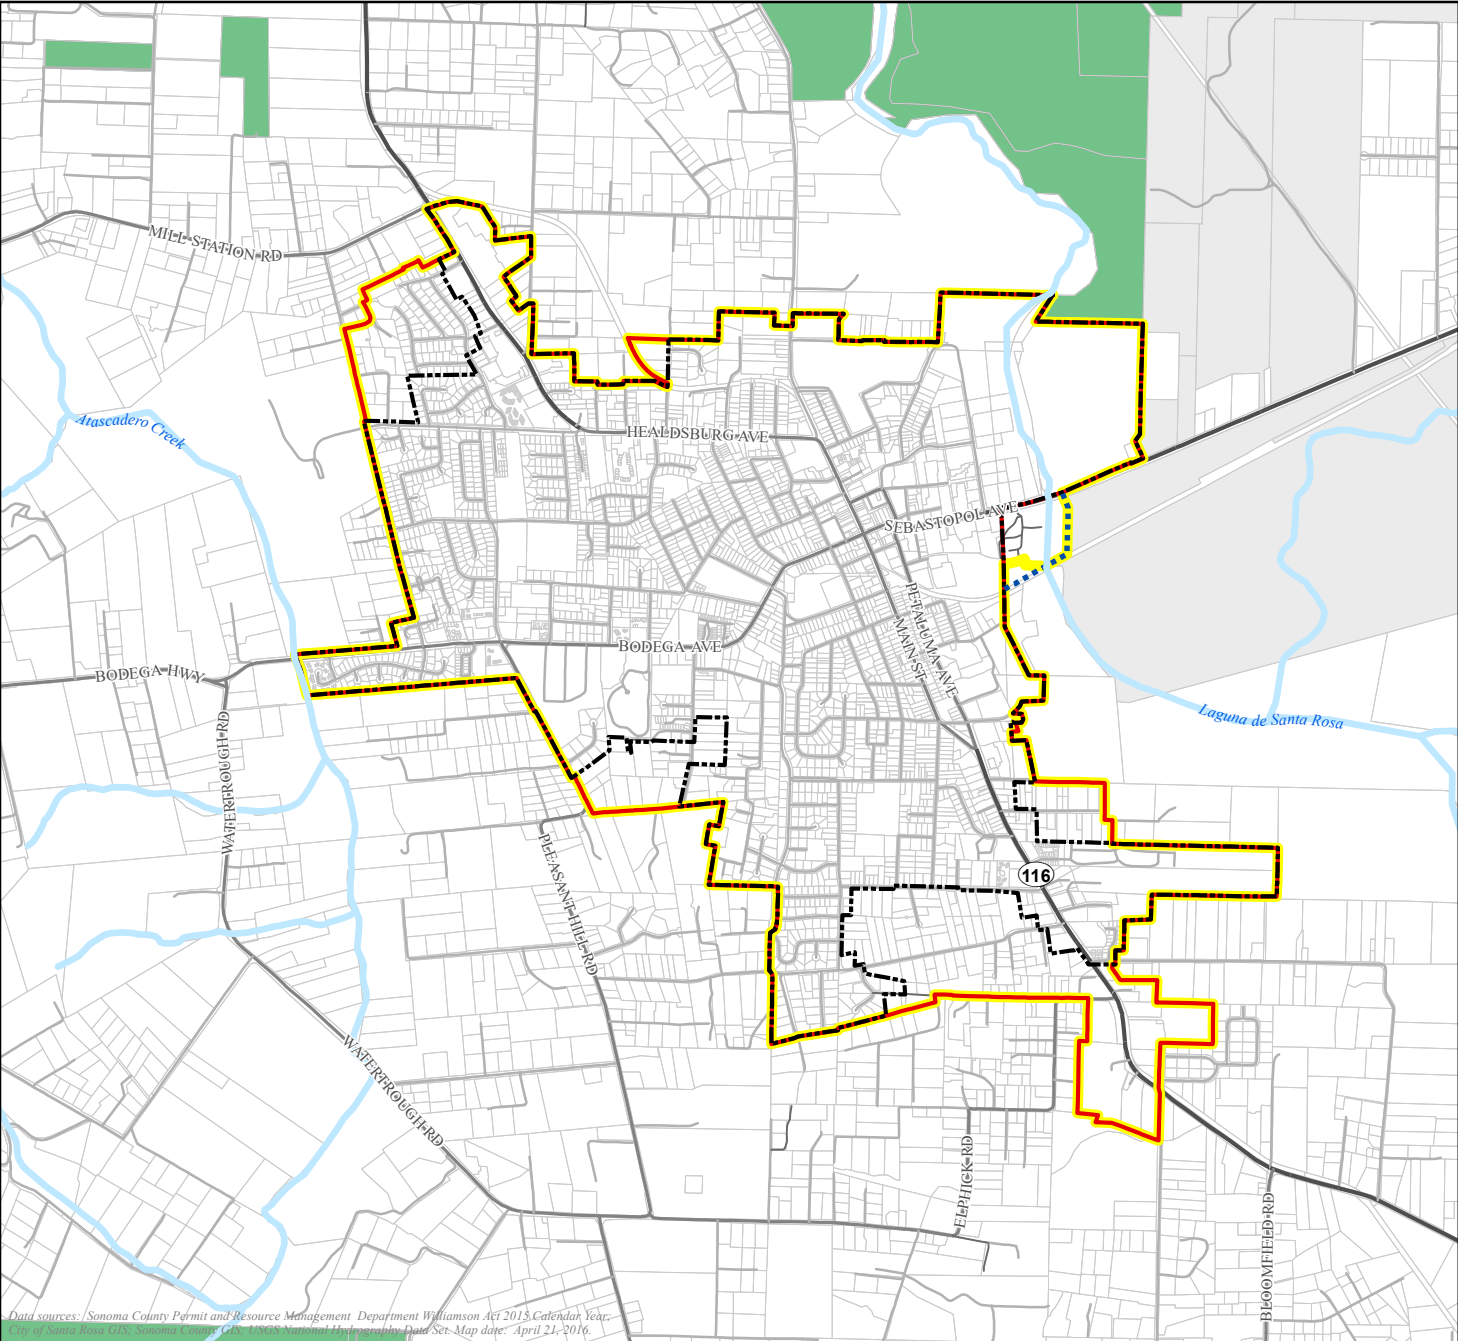 MILL STATION RD
Atascadero Creek
HEALDSBURG AVE
SEBASTOPOL AVE
PETALUMA AVE
MAIN ST
BODEGA AVE
BODEGA HWY
WATERTROUGH RD
Laguna de Santa Rosa
PLEASANT HILL RD
116
WATERTROUGH RD
ELPHICK RD
BLOOMFIELD RD
Data sources: Sonoma County Permit and Resource Management Department Williamson Act 2015 Calendar Year;
City of Santa Rosa GIS; Sonoma County GIS; USGS National Hydrography Data Set. Map date: April 21, 2016.